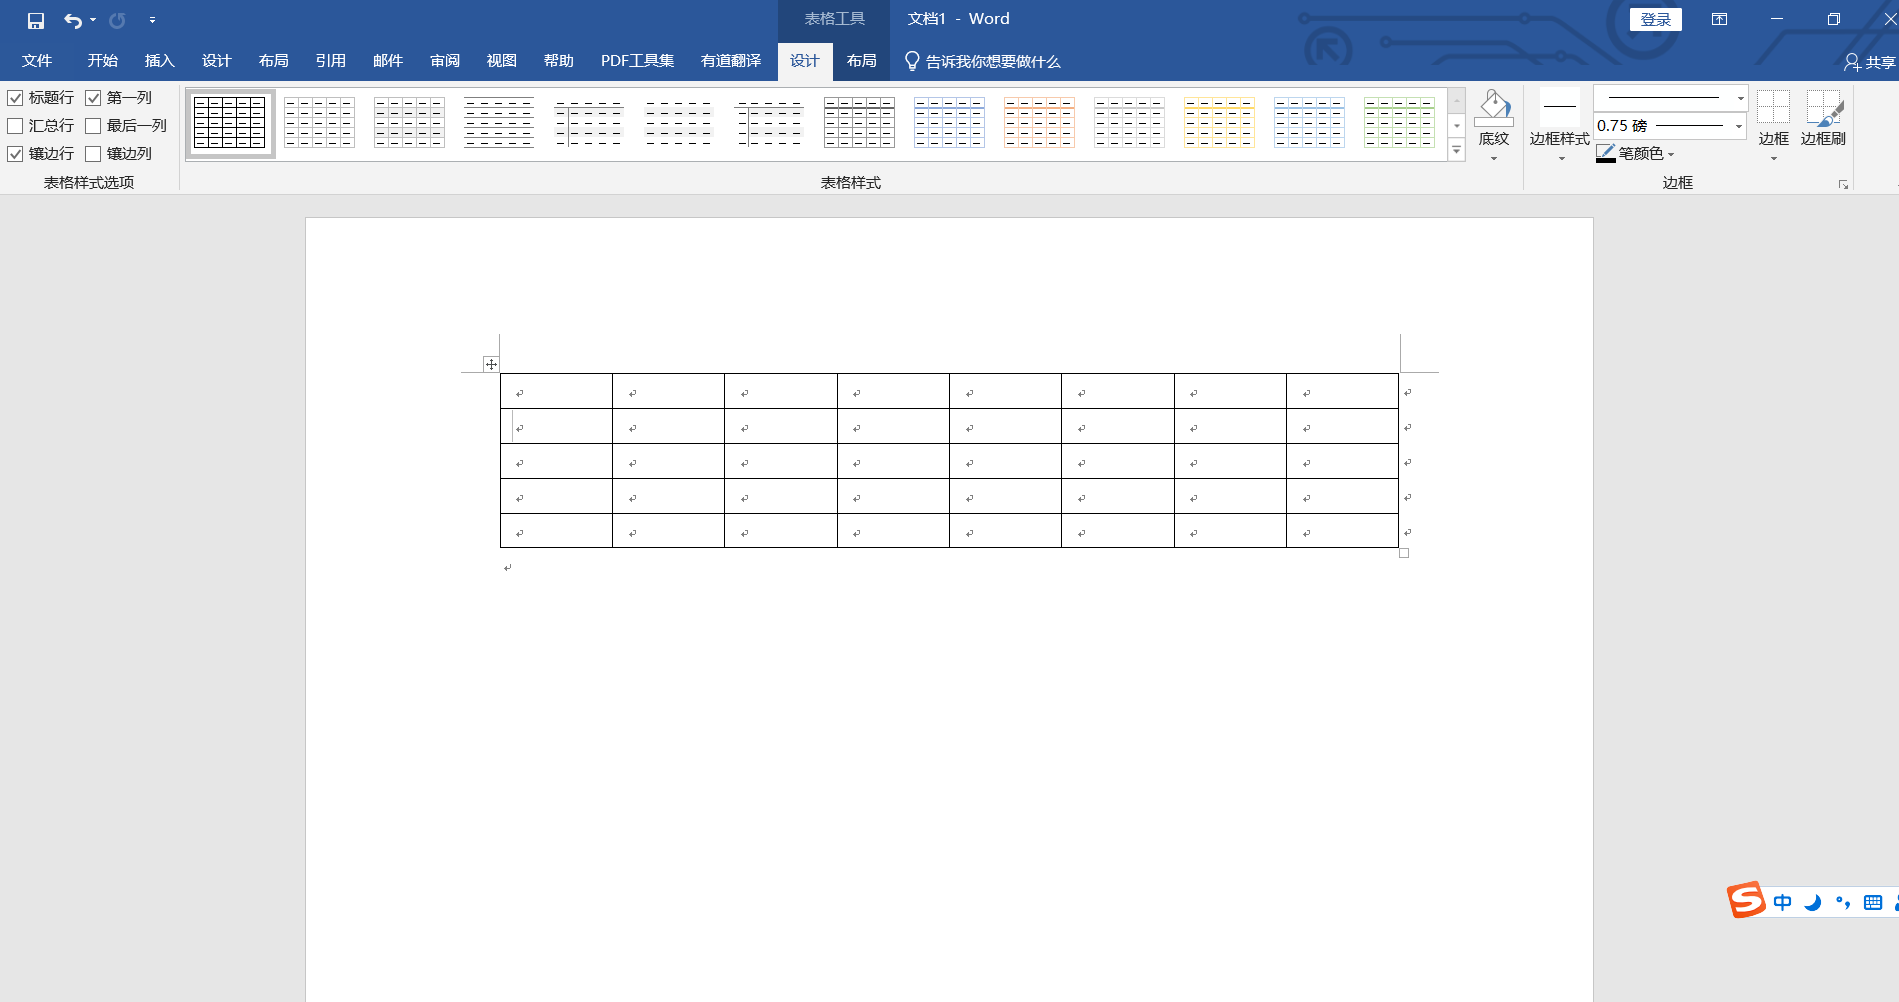 表格工具
文档1 - Word
登录
文件 开始 插入 设计 布局 引用 邮件 审阅 视图 帮助 PDF工具集 有道翻译 设计 布局 告诉我你想要做什么 共享
标题行 第一列
汇总行 最后一列
镶边行 镶边列
表格样式选项
表格样式
底纹
边框样式
0.75 磅
笔颜色
边框
边框刷
边框
中